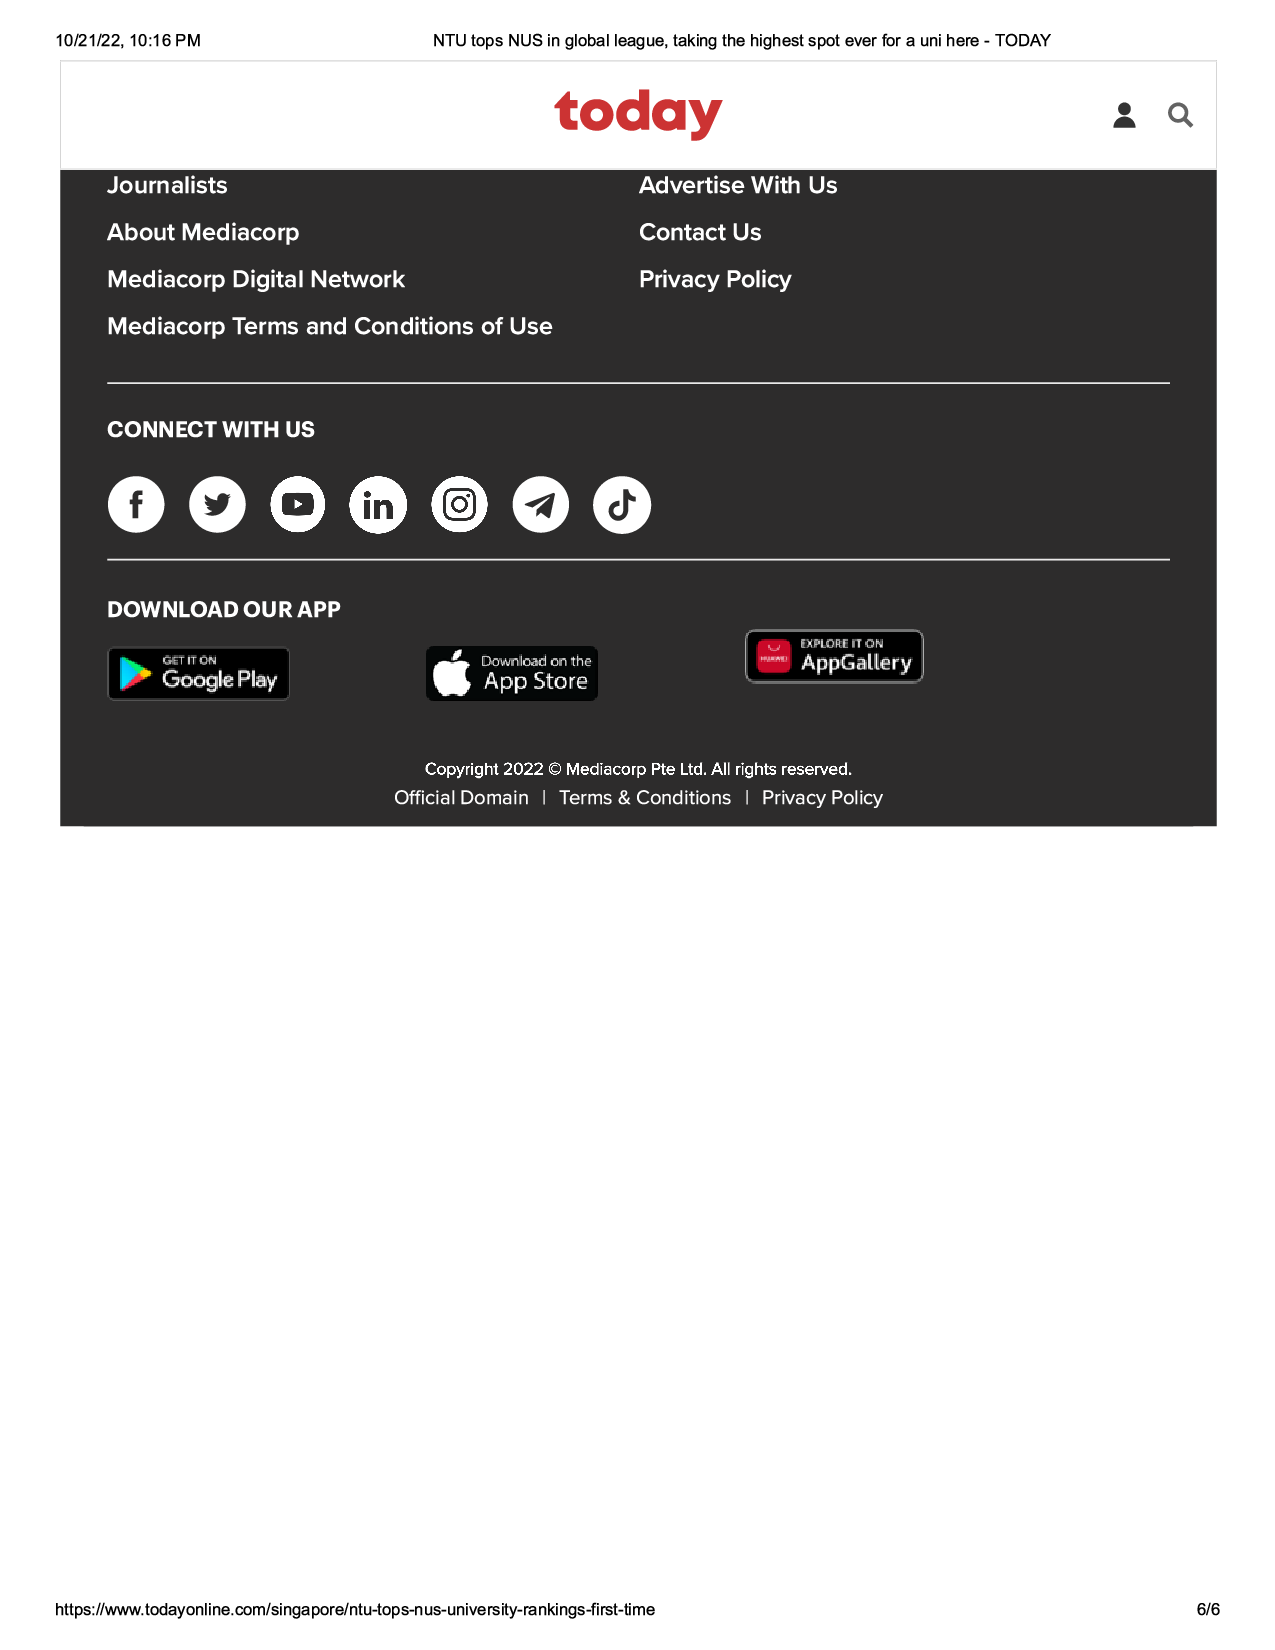 10/21/22, 10:16 PM NTU tops NUS in global league, taking the highest spot ever for a uni here - TODAY
today
Journalists Advertise With Us
About Mediacorp Contact Us
Mediacorp Digital Network Privacy Policy
Mediacorp Terms and Conditions of Use
CONNECT WITH US
DOWNLOAD OUR APP
GET IT ON
Google Play
Download on the
App Store
HUAWEI
EXPLORE IT ON
AppGallery
Copyright 2022 © Mediacorp Pte Ltd. All rights reserved.
Official Domain | Terms & Conditions | Privacy Policy
https://www.todayonline.com/singapore/ntu-tops-nus-university-rankings-first-time 6/6